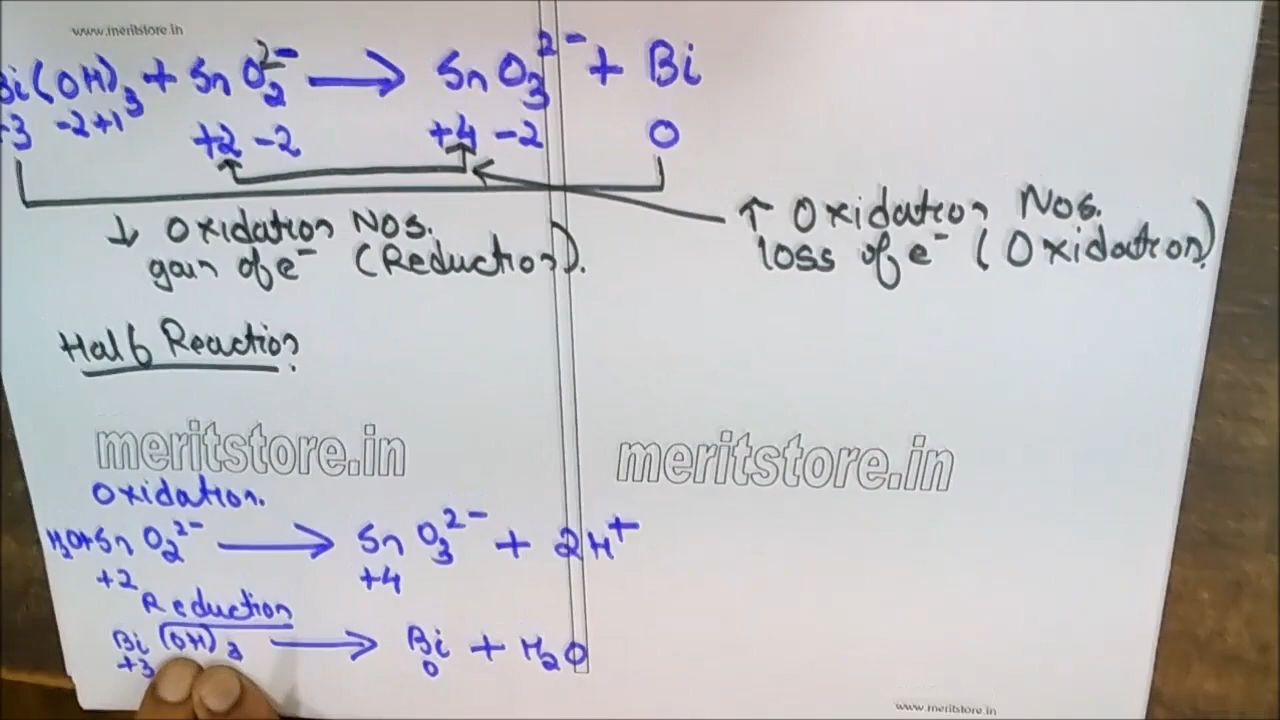 www.meritstore.in
Bi(OH)3 + SnO2^2- → SnO3^2- + Bi
+3 -2+1 +2 -2 +4 -2 0
↓ Oxidation Nos.
gain of e- (Reduction).
↑ Oxidation Nos.
loss of e- (Oxidation).
Half Reaction
meritstore.in meritstore.in
Oxidation.
H2O+SnO2^2- → SnO3^2- + 2H+
+2 +4
Reduction
Bi(OH)3 → Bi + H2O
+3 0
www.meritstore.in